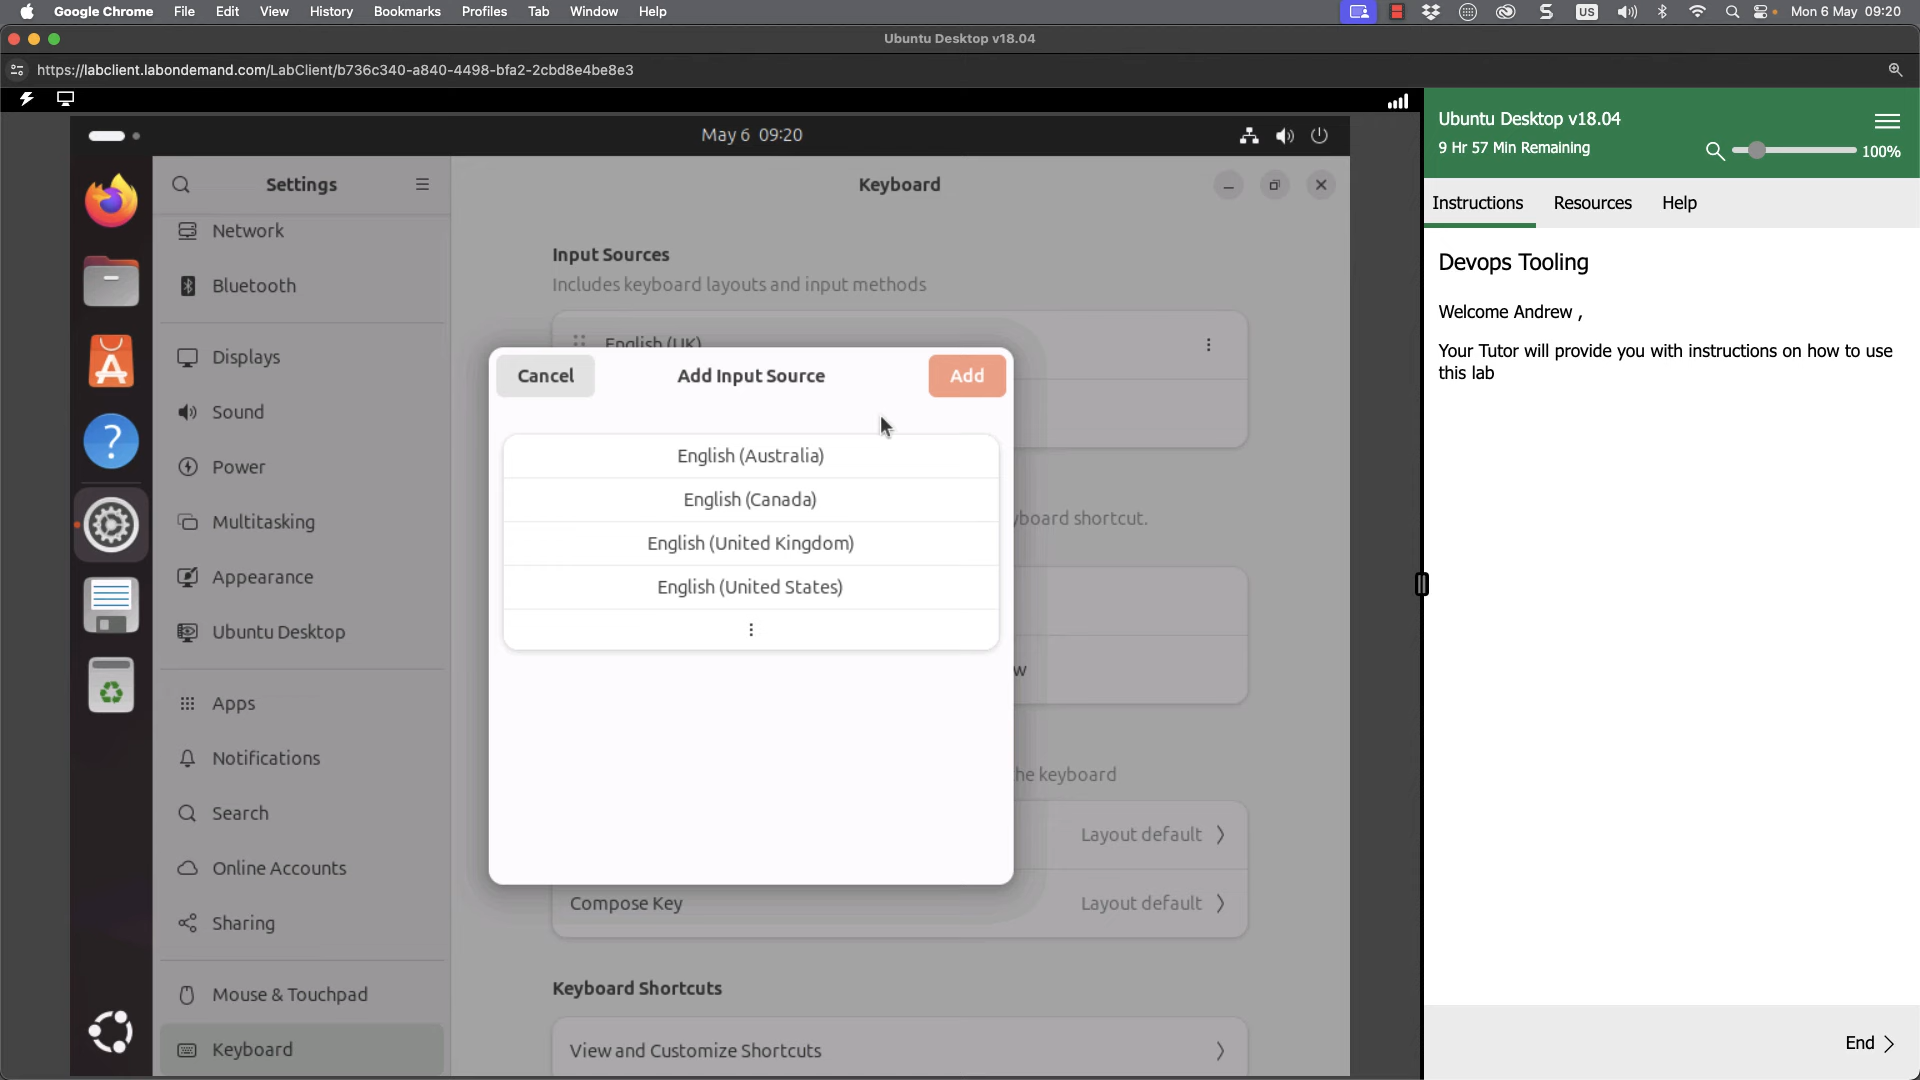 Google Chrome File Edit View History Bookmarks Profiles Tab Window Help US Mon 6 May 09:20
Ubuntu Desktop v18.04
https://labclient.labondemand.com/LabClient/b736c340-a840-4498-bfa2-2cbd8e4be8e3
May 6 09:20
Settings
Network
Bluetooth
Displays
Sound
Power
Multitasking
Appearance
Ubuntu Desktop
Apps
Notifications
Search
Online Accounts
Sharing
Mouse & Touchpad
Keyboard
Keyboard
Input Sources
Includes keyboard layouts and input methods
English (UK)
Cancel
Add Input Source
Add
English (Australia)
English (Canada)
English (United Kingdom)
English (United States)
yboard shortcut.
w
he keyboard
Layout default
Compose Key
Layout default
Keyboard Shortcuts
View and Customize Shortcuts
Ubuntu Desktop v18.04
9 Hr 57 Min Remaining
100%
Instructions Resources Help
Devops Tooling
Welcome Andrew ,
Your Tutor will provide you with instructions on how to use
this lab
End